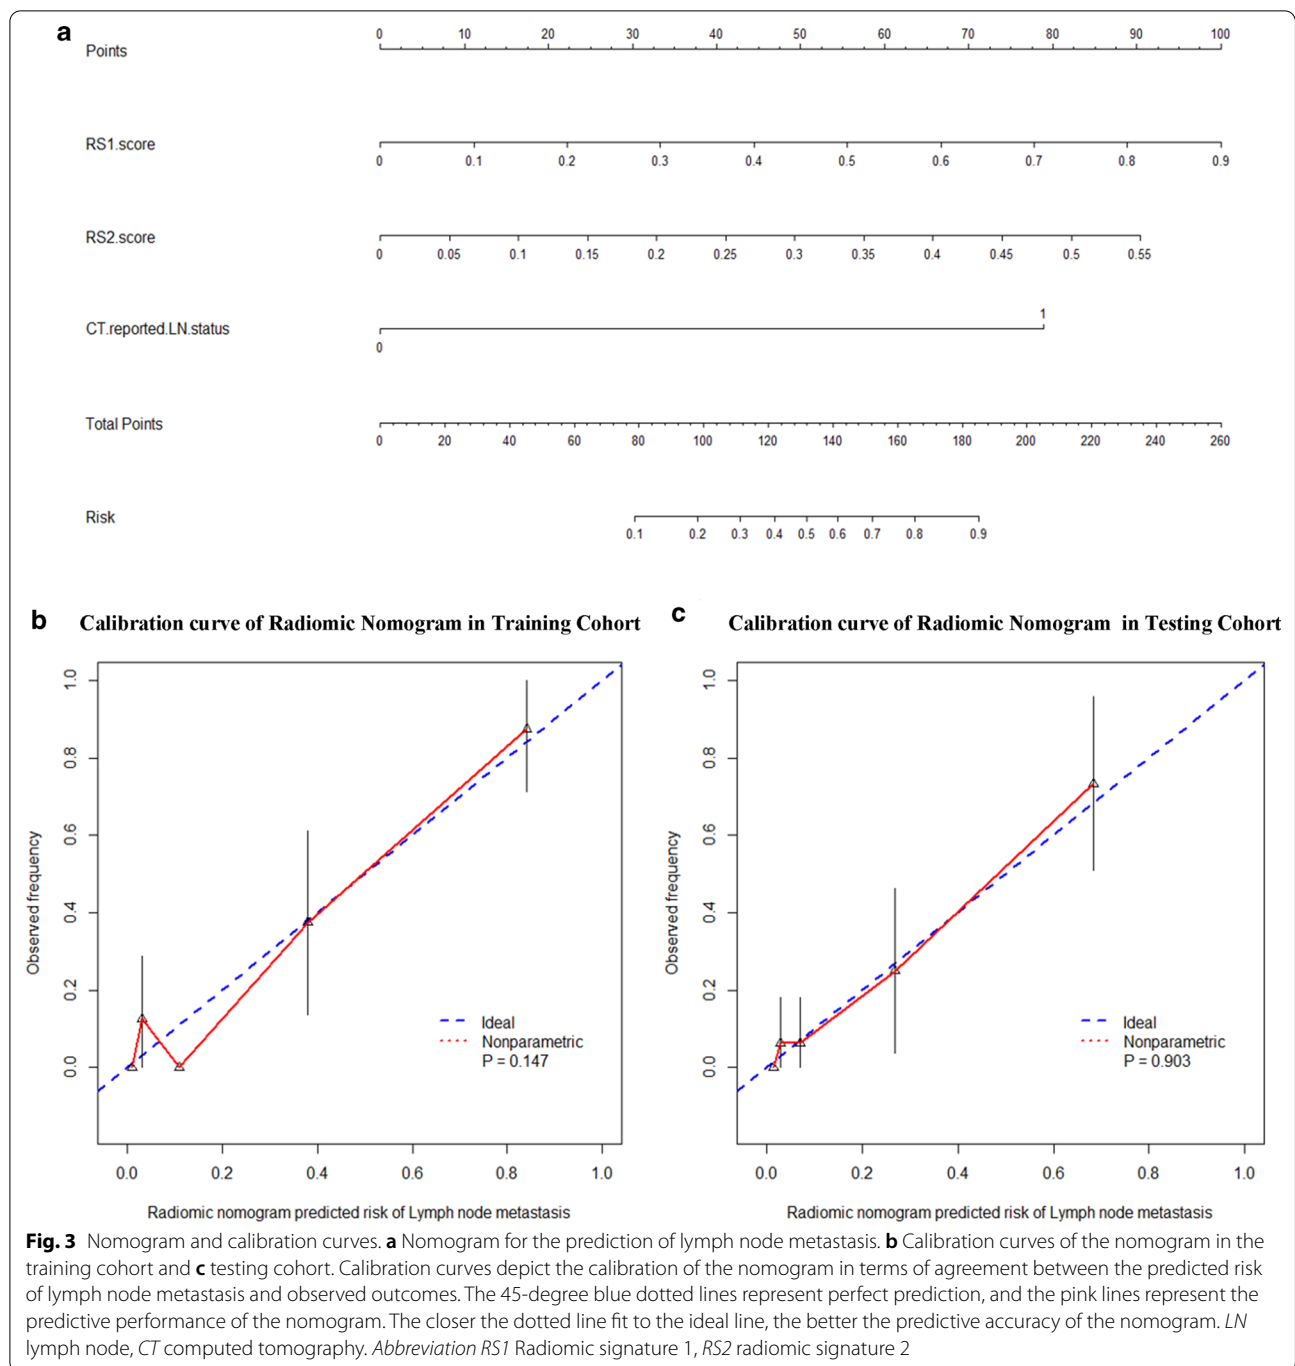 a
Points
0 10 20 30 40 50 60 70 80 90 100
RS1.score
0 0.1 0.2 0.3 0.4 0.5 0.6 0.7 0.8 0.9
RS2.score
0 0.05 0.1 0.15 0.2 0.25 0.3 0.35 0.4 0.45 0.5 0.55
1
CT.reported.LN.status
0
Total Points
0 20 40 60 80 100 120 140 160 180 200 220 240 260
Risk
0.1 0.2 0.3 0.4 0.5 0.6 0.7 0.8 0.9
b
Calibration curve of Radiomic Nomogram in Training Cohort
Observed frequency
1.0
0.8
0.6
0.4
0.2
0.0
Ideal
Nonparametric
P = 0.147
0.0 0.2 0.4 0.6 0.8 1.0
Radiomic nomogram predicted risk of Lymph node metastasis
c
Calibration curve of Radiomic Nomogram in Testing Cohort
Observed frequency
1.0
0.8
0.6
0.4
0.2
0.0
Ideal
Nonparametric
P = 0.903
0.0 0.2 0.4 0.6 0.8 1.0
Radiomic nomogram predicted risk of Lymph node metastasis
Fig. 3 Nomogram and calibration curves. a Nomogram for the prediction of lymph node metastasis. b Calibration curves of the nomogram in the
training cohort and c testing cohort. Calibration curves depict the calibration of the nomogram in terms of agreement between the predicted risk
of lymph node metastasis and observed outcomes. The 45-degree blue dotted lines represent perfect prediction, and the pink lines represent the
predictive performance of the nomogram. The closer the dotted line fit to the ideal line, the better the predictive accuracy of the nomogram. LN
lymph node, CT computed tomography. Abbreviation RS1 Radiomic signature 1, RS2 radiomic signature 2